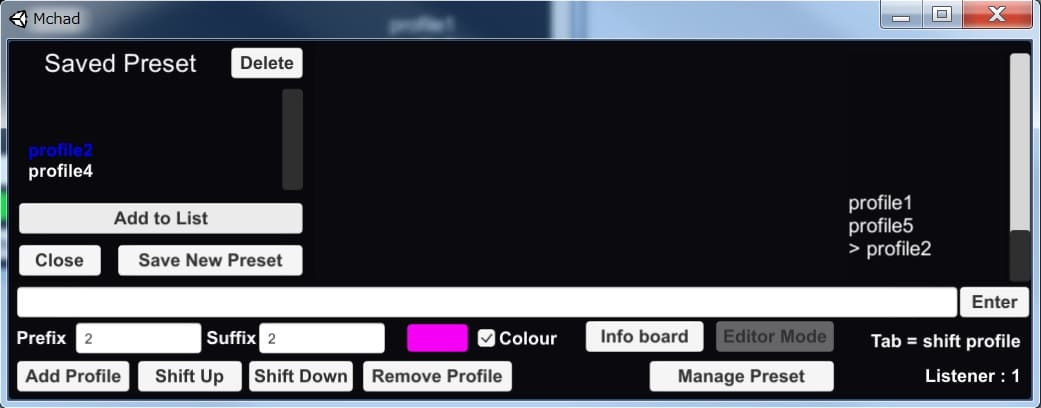 Mchad
profile1
Saved Preset
Delete
profile2
profile4
Add to List
Close
Save New Preset
profile1
profile5
> profile2
Enter
Prefix 2 Suffix 2 Colour Info board Editor Mode Tab = shift profile
Add Profile Shift Up Shift Down Remove Profile Manage Preset Listener : 1